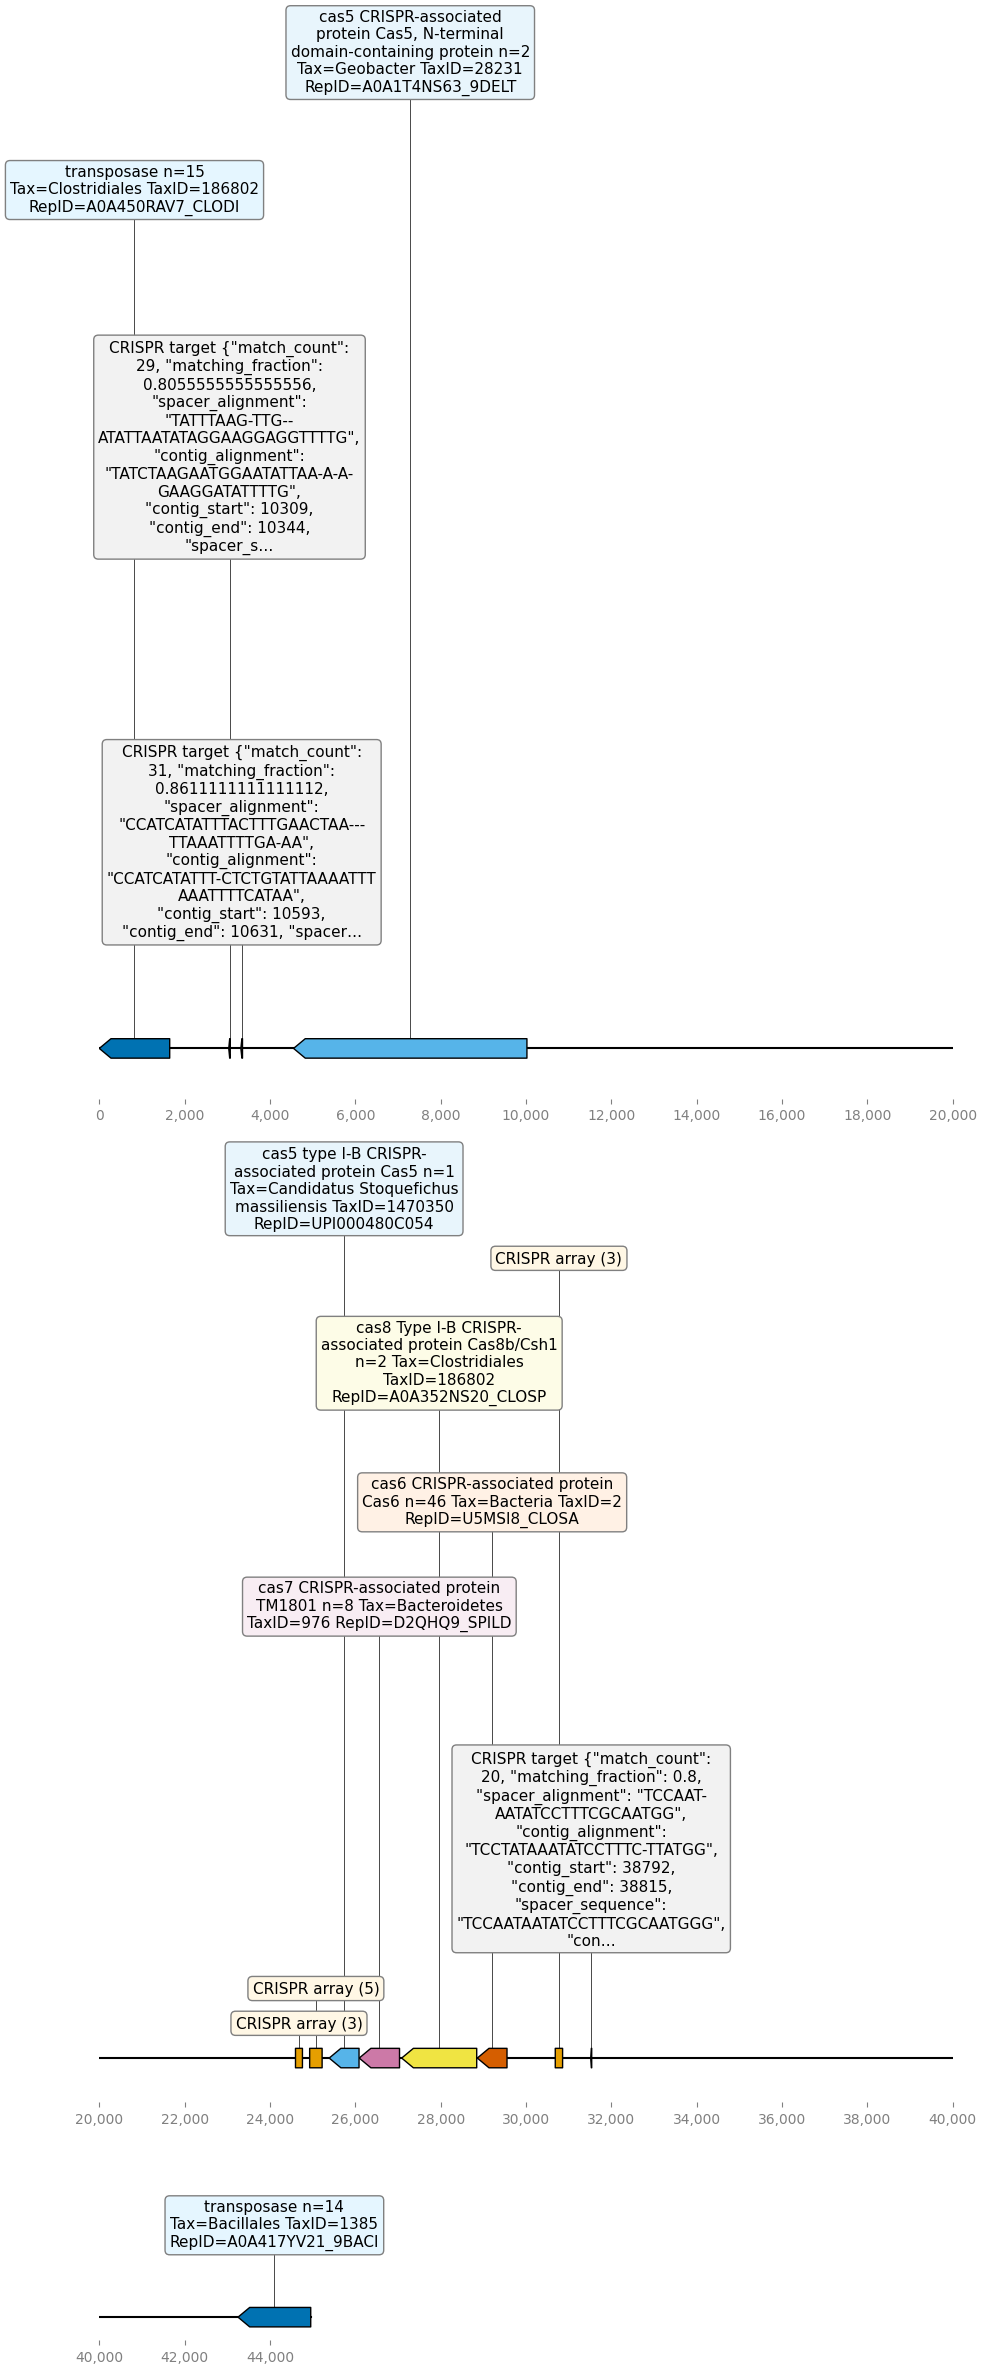 cas5 CRISPR-associated
protein Cas5, N-terminal
domain-containing protein n=2
Tax=Geobacter TaxID=28231
RepID=A0A1T4NS63_9DELT
transposase n=15
Tax=Clostridiales TaxID=186802
RepID=A0A450RAV7_CLODI
CRISPR target {"match_count":
29, "matching_fraction":
0.8055555555555556,
"spacer_alignment":
"TATTTAAG-TTG--
ATATTAATATAGGAAGGAGGTTTTG",
"contig_alignment":
"TATCTAAGAATGGAATATTAA-A-A-
GAAGGATATTTTG",
"contig_start": 10309,
"contig_end": 10344,
"spacer_s...
CRISPR target {"match_count":
31, "matching_fraction":
0.8611111111111112,
"spacer_alignment":
"CCATCATATTTACTTTGAACTAA---
TTAAATTTTGA-AA",
"contig_alignment":
"CCATCATATTT-CTCTGTATTAAAATTT
AAATTTTCATAA",
"contig_start": 10593,
"contig_end": 10631, "spacer...
0 2,000 4,000 6,000 8,000 10,000 12,000 14,000 16,000 18,000 20,000
cas5 type I-B CRISPR-
associated protein Cas5 n=1
Tax=Candidatus Stoquefichus
massiliensis TaxID=1470350
RepID=UPI000480C054
CRISPR array (3)
cas8 Type I-B CRISPR-
associated protein Cas8b/Csh1
n=2 Tax=Clostridiales
TaxID=186802
RepID=A0A352NS20_CLOSP
cas6 CRISPR-associated protein
Cas6 n=46 Tax=Bacteria TaxID=2
RepID=U5MSI8_CLOSA
cas7 CRISPR-associated protein
TM1801 n=8 Tax=Bacteroidetes
TaxID=976 RepID=D2QHQ9_SPILD
CRISPR target {"match_count":
20, "matching_fraction": 0.8,
"spacer_alignment": "TCCAAT-
AATATCCTTTCGCAATGG",
"contig_alignment":
"TCCTATAAATATCCTTTC-TTATGG",
"contig_start": 38792,
"contig_end": 38815,
"spacer_sequence":
"TCCAATAATATCCTTTCGCAATGGG",
"con...
CRISPR array (5)
CRISPR array (3)
20,000 22,000 24,000 26,000 28,000 30,000 32,000 34,000 36,000 38,000 40,000
transposase n=14
Tax=Bacillales TaxID=1385
RepID=A0A417YV21_9BACI
40,000 42,000 44,000